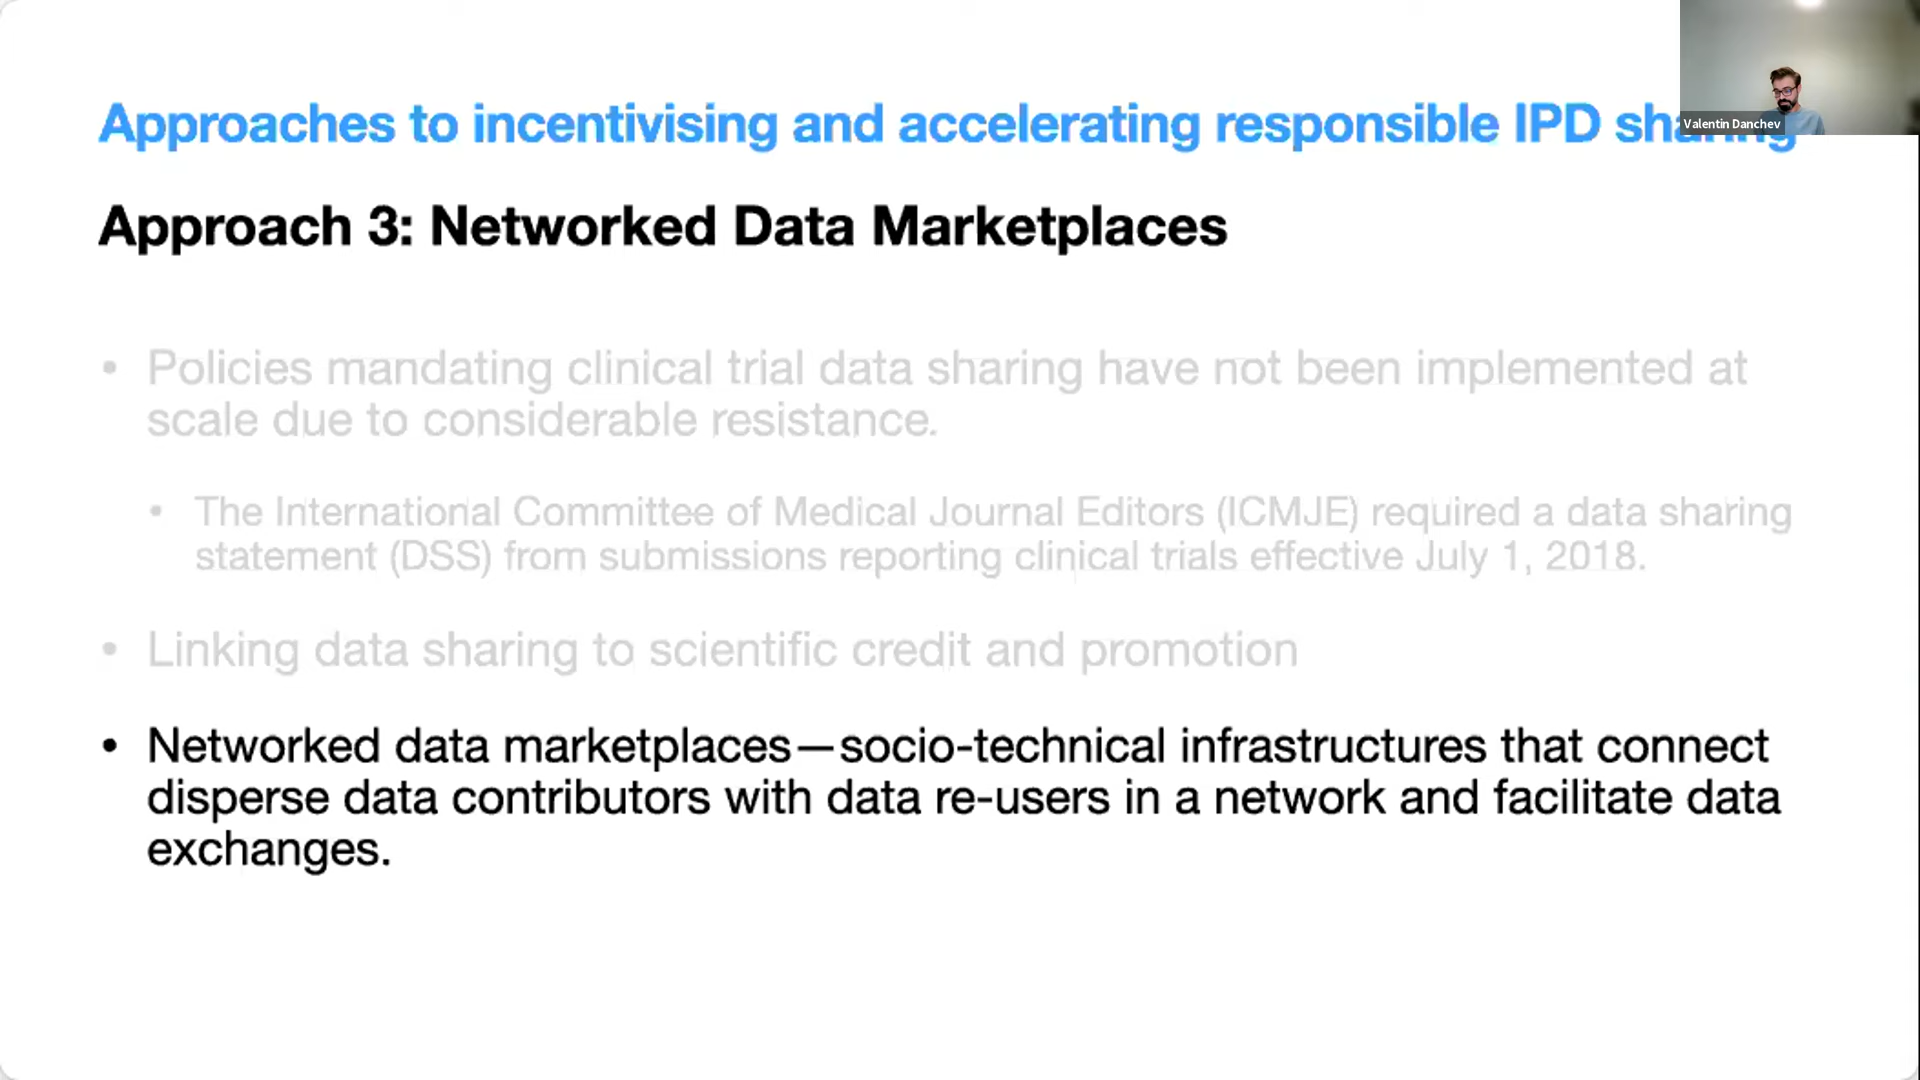 Approaches to incentivising and accelerating responsible IPD sharing
Valentin Danchev
Approach 3: Networked Data Marketplaces
• Policies mandating clinical trial data sharing have not been implemented at
scale due to considerable resistance.
• The International Committee of Medical Journal Editors (ICMJE) required a data sharing
statement (DSS) from submissions reporting clinical trials effective July 1, 2018.
• Linking data sharing to scientific credit and promotion
• Networked data marketplaces—socio-technical infrastructures that connect
disperse data contributors with data re-users in a network and facilitate data
exchanges.